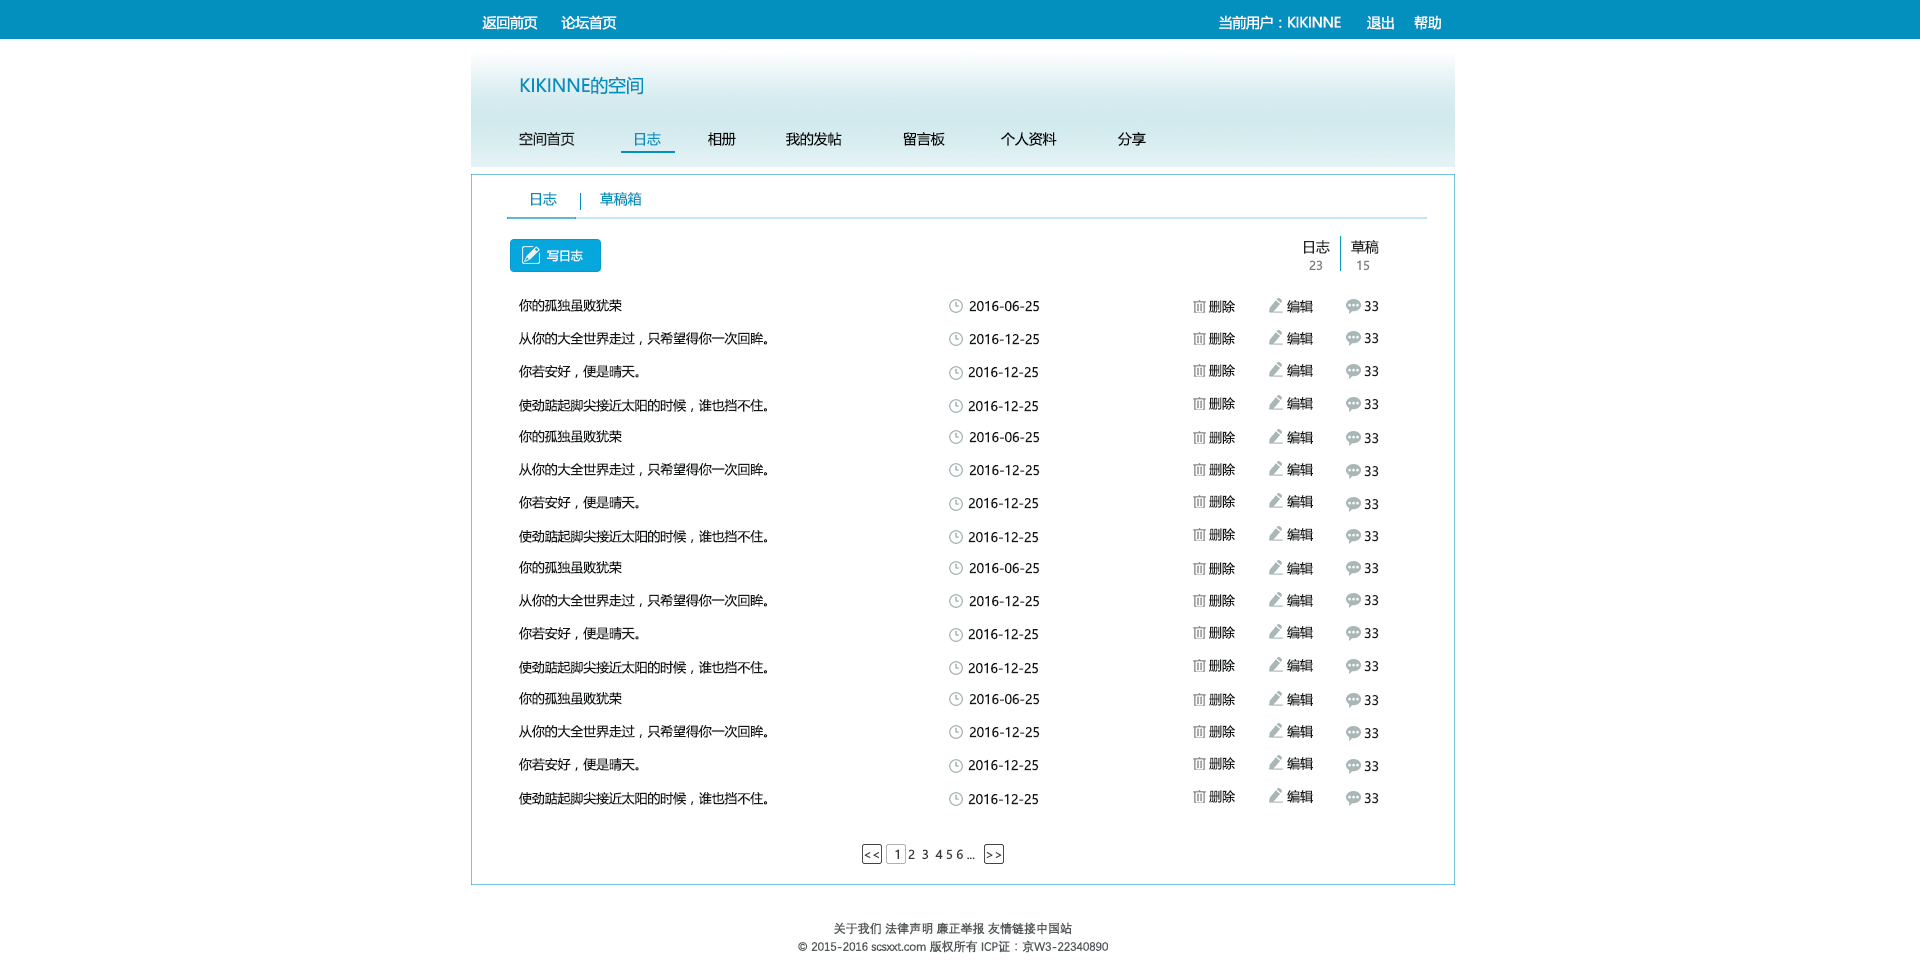 返回前页 论坛首页 当前用户：KIKINNE 退出 帮助
KIKINNE的空间
空间首页 日志 相册 我的发帖 留言板 个人资料 分享
日志 草稿箱
写日志 日志 草稿
23 15
你的孤独虽败犹荣 2016-06-25 删除 编辑 33
从你的大全世界走过，只希望得你一次回眸。 2016-12-25 删除 编辑 33
你若安好，便是晴天。 2016-12-25 删除 编辑 33
使劲踮起脚尖接近太阳的时候，谁也挡不住。 2016-12-25 删除 编辑 33
你的孤独虽败犹荣 2016-06-25 删除 编辑 33
从你的大全世界走过，只希望得你一次回眸。 2016-12-25 删除 编辑 33
你若安好，便是晴天。 2016-12-25 删除 编辑 33
使劲踮起脚尖接近太阳的时候，谁也挡不住。 2016-12-25 删除 编辑 33
你的孤独虽败犹荣 2016-06-25 删除 编辑 33
从你的大全世界走过，只希望得你一次回眸。 2016-12-25 删除 编辑 33
你若安好，便是晴天。 2016-12-25 删除 编辑 33
使劲踮起脚尖接近太阳的时候，谁也挡不住。 2016-12-25 删除 编辑 33
你的孤独虽败犹荣 2016-06-25 删除 编辑 33
从你的大全世界走过，只希望得你一次回眸。 2016-12-25 删除 编辑 33
你若安好，便是晴天。 2016-12-25 删除 编辑 33
使劲踮起脚尖接近太阳的时候，谁也挡不住。 2016-12-25 删除 编辑 33
<< 1 2 3 4 5 6 ... >>
关于我们 法律声明 廉正举报 友情链接中国站
© 2015-2016 scsxxt.com 版权所有 ICP证：京W3-22340890